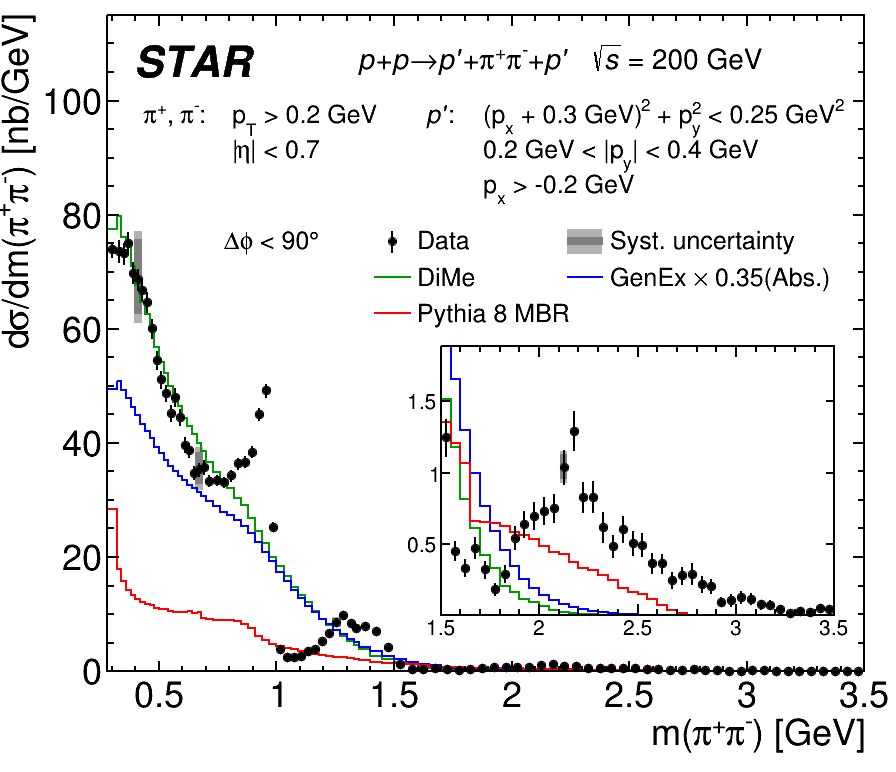 STAR p+p→p′+π⁺π⁻+p′ √s = 200 GeV
π⁺, π⁻: p_T > 0.2 GeV p′: (p_x + 0.3 GeV)² + p_y² < 0.25 GeV²
|η| < 0.7 0.2 GeV < |p_y| < 0.4 GeV
p_x > -0.2 GeV
Δϕ < 90° Data Syst. uncertainty
DiMe GenEx × 0.35(Abs.)
Pythia 8 MBR
dσ/dm(π⁺π⁻) [nb/GeV]
100
80
60
40
20
0
0.5 1 1.5 2 2.5 3 3.5
m(π⁺π⁻) [GeV]
1.5
1
0.5
1.5 2 2.5 3 3.5